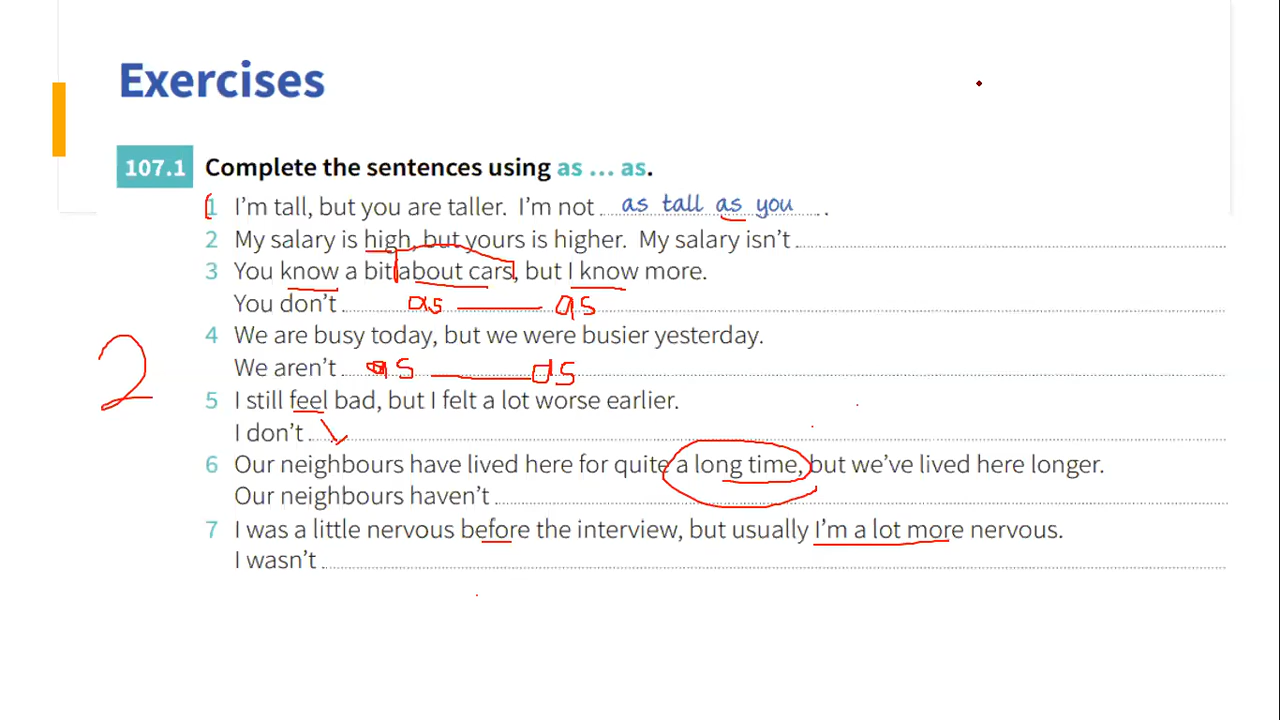 Exercises
107.1 Complete the sentences using as ... as.
1 I'm tall, but you are taller. I'm not as tall as you.
2 My salary is high, but yours is higher. My salary isn't
3 You know a bit about cars, but I know more.
You don't as as
4 We are busy today, but we were busier yesterday.
We aren't as as
2
5 I still feel bad, but I felt a lot worse earlier.
I don't
6 Our neighbours have lived here for quite a long time, but we've lived here longer.
Our neighbours haven't
7 I was a little nervous before the interview, but usually I'm a lot more nervous.
I wasn't